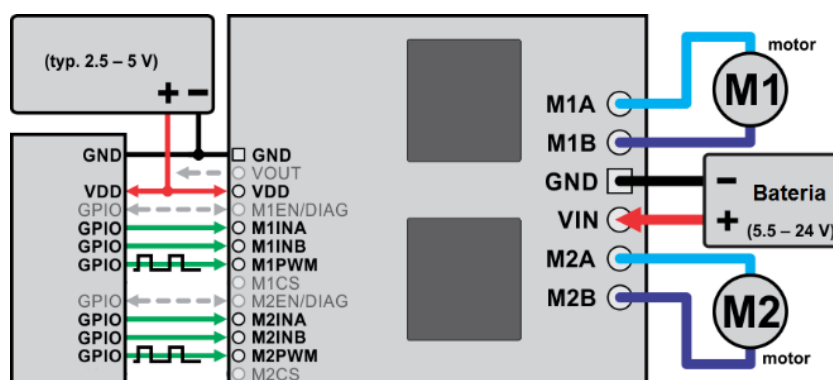 (typ. 2.5 – 5 V)
+ −
GND
VDD
GPIO
GPIO
GPIO
GPIO
GPIO
GPIO
GPIO
GPIO
GND
VOUT
VDD
M1EN/DIAG
M1INA
M1INB
M1PWM
M1CS
M2EN/DIAG
M2INA
M2INB
M2PWM
M2CS
M1A
M1B
GND
VIN
M2A
M2B
motor
M1
− Bateria
+ (5.5 – 24 V)
M2
motor